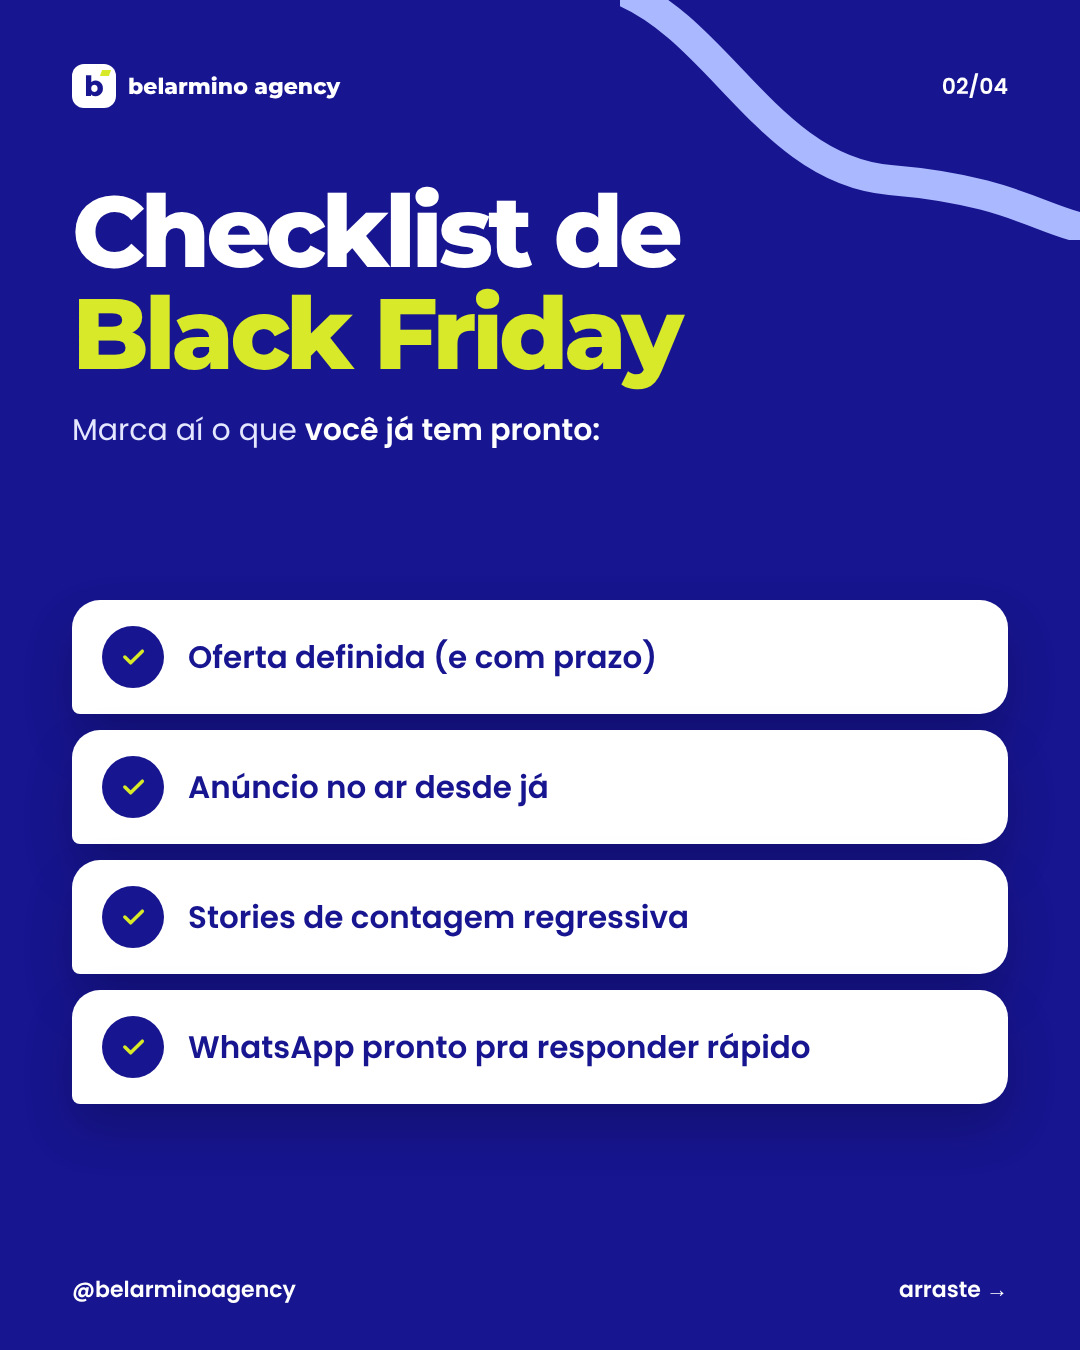 belarmino agency
02/04
Checklist de
Black Friday
Marca aí o que você já tem pronto:
Oferta definida (e com prazo)
Anúncio no ar desde já
Stories de contagem regressiva
WhatsApp pronto pra responder rápido
@belarminoagency
arraste →